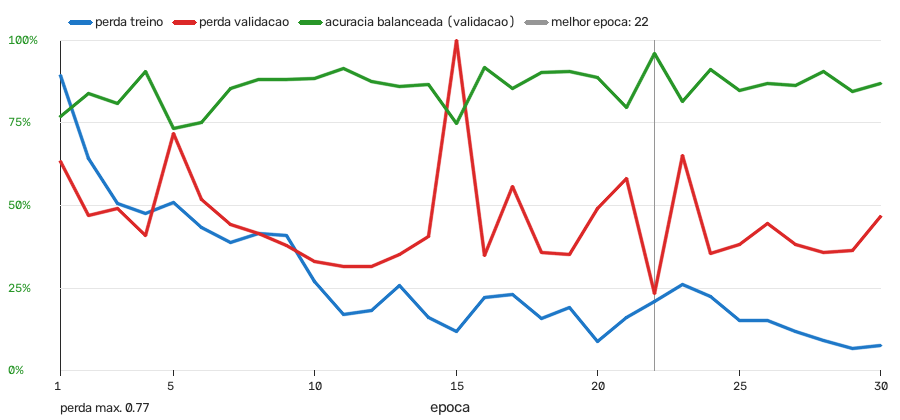 perda treino perda validacao acuracia balanceada (validacao) melhor epoca: 22
100%
75%
50%
25%
0%
1 5 10 15 20 25 30
perda max. 0.77 epoca